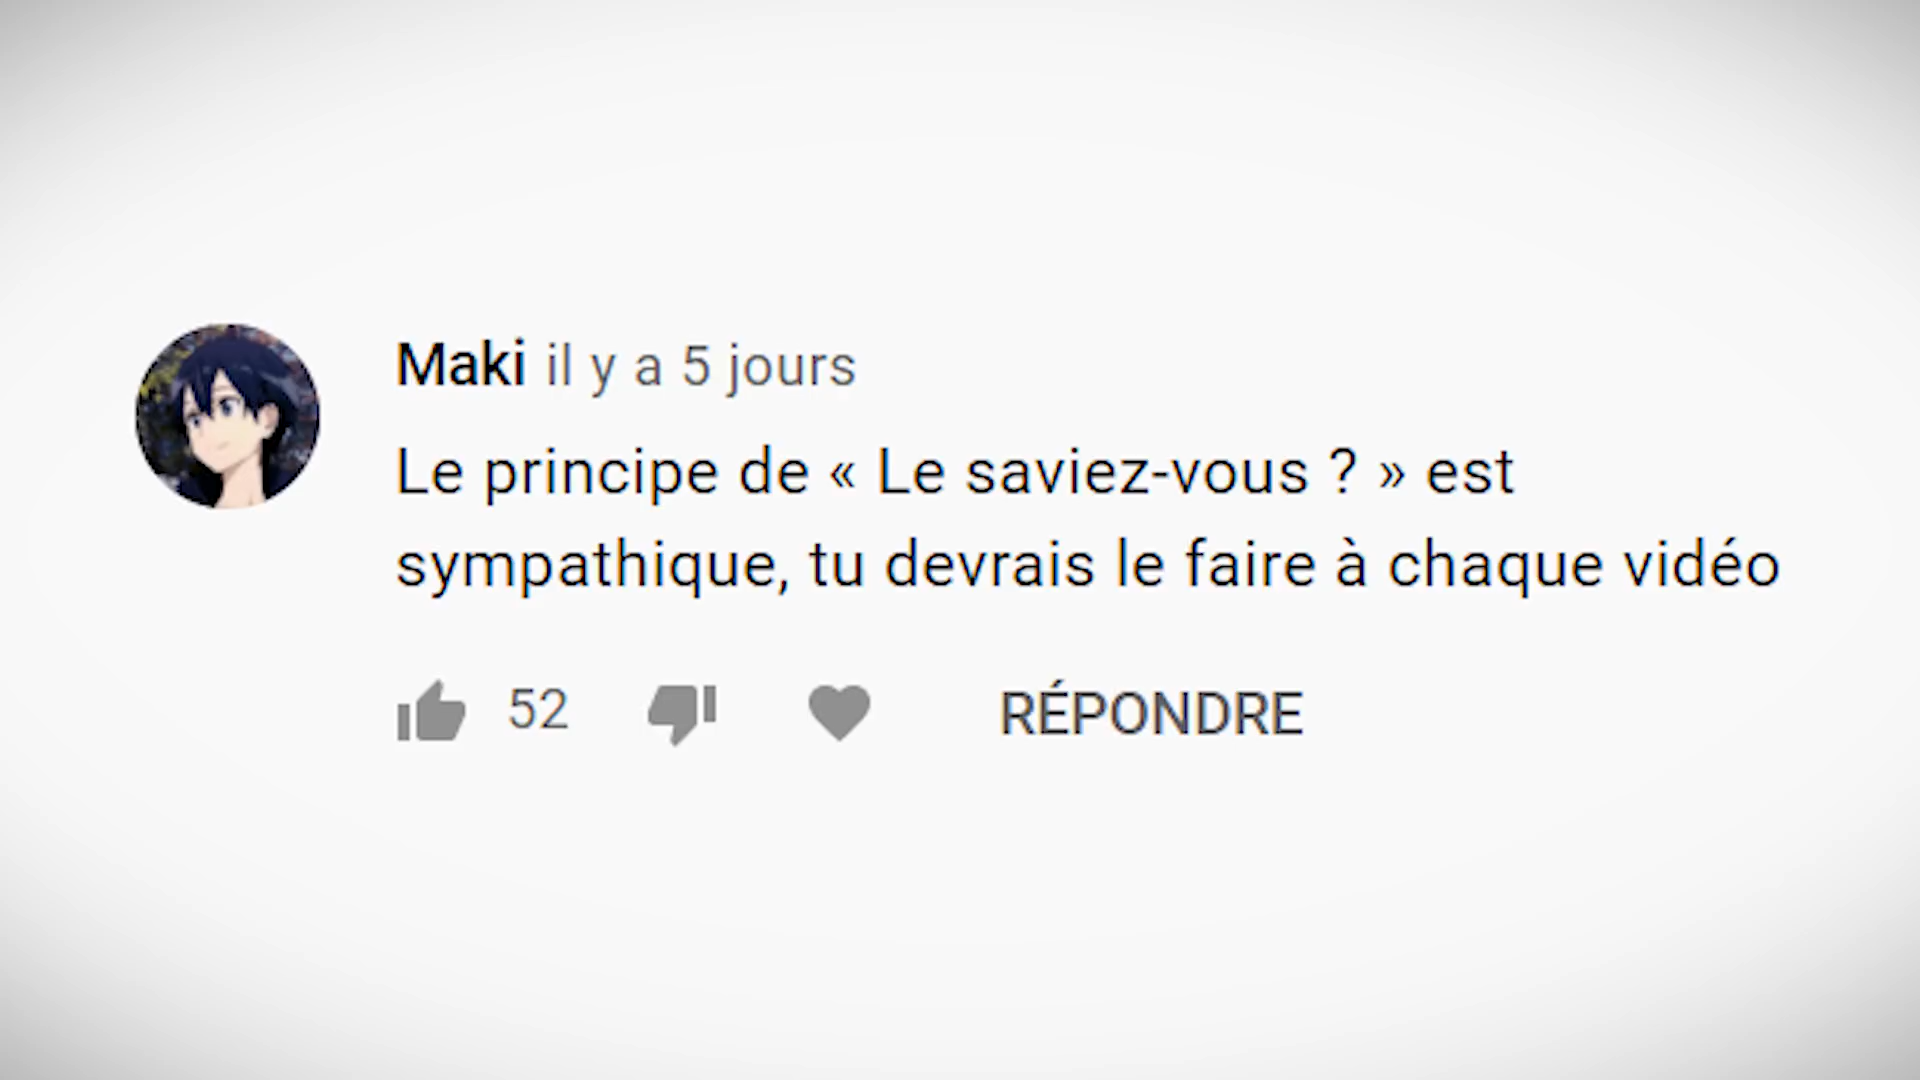 Maki il y a 5 jours
Le principe de « Le saviez-vous ? » est
sympathique, tu devrais le faire à chaque vidéo
52 RÉPONDRE